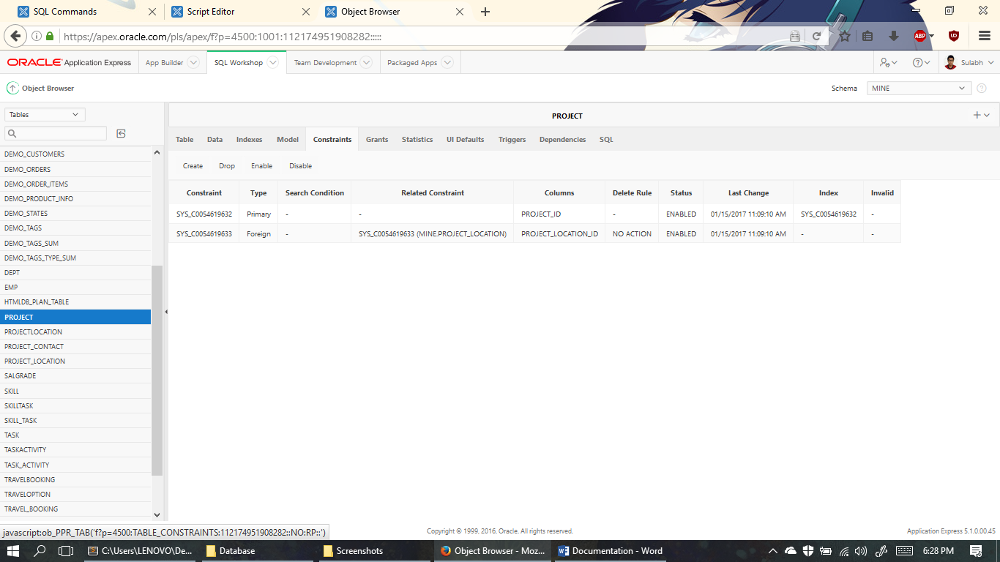 SQL Commands
Script Editor
Object Browser
https://apex.oracle.com/pls/apex/f?p=4500:1001:112174951908282:::::
ABP
ORACLE Application Express
App Builder
SQL Workshop
Team Development
Packaged Apps
Sulabh
Object Browser
Schema
MINE
Tables
PROJECT
Table Data Indexes Model Constraints Grants Statistics UI Defaults Triggers Dependencies SQL
Create Drop Enable Disable
Constraint Type Search Condition Related Constraint Columns Delete Rule Status Last Change Index Invalid
SYS_C0054619632 Primary - - PROJECT_ID - ENABLED 01/15/2017 11:09:10 AM SYS_C0054619632 -
SYS_C0054619633 Foreign - SYS_C0054619633 (MINE.PROJECT_LOCATION) PROJECT_LOCATION_ID NO ACTION ENABLED 01/15/2017 11:09:10 AM - -
DEMO_CUSTOMERS
DEMO_ORDERS
DEMO_ORDER_ITEMS
DEMO_PRODUCT_INFO
DEMO_STATES
DEMO_TAGS
DEMO_TAGS_SUM
DEMO_TAGS_TYPE_SUM
DEPT
EMP
HTMLDB_PLAN_TABLE
PROJECT
PROJECTLOCATION
PROJECT_CONTACT
PROJECT_LOCATION
SALGRADE
SKILL
SKILLTASK
SKILL_TASK
TASK
TASKACTIVITY
TASK_ACTIVITY
TRAVELBOOKING
TRAVELOPTION
TRAVEL_BOOKING
javascript:ob_PPR_TAB('f?p=4500:TABLE_CONSTRAINTS:112174951908282::NO:RP::')
Copyright © 1999, 2016, Oracle. All rights reserved.
Application Express 5.1.0.00.45
C:\Users\LENOVO\De...
Database
Screenshots
Object Browser - Moz...
Documentation - Word
6:28 PM